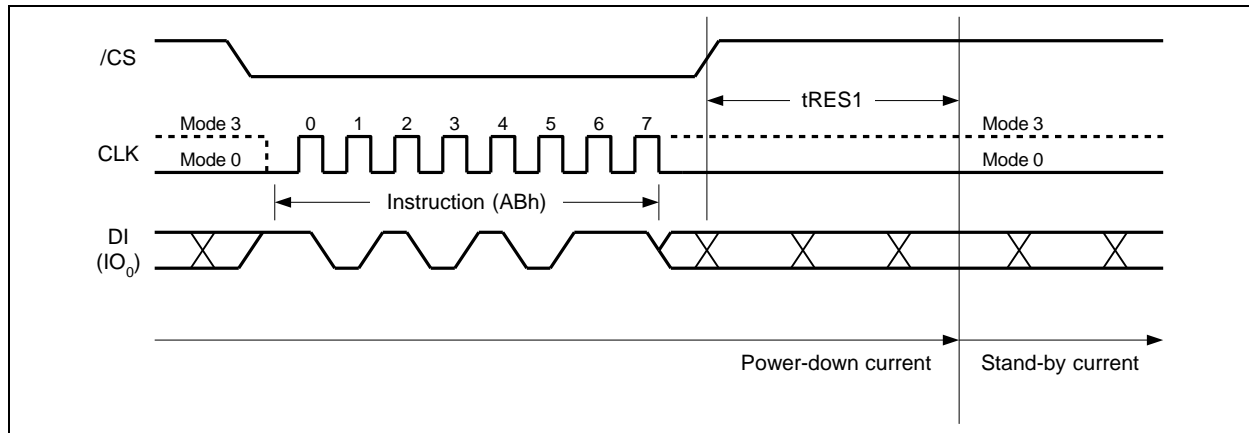 /CS
tRES1
Mode 3 0 1 2 3 4 5 6 7 Mode 3
CLK
Mode 0 Mode 0
Instruction (ABh)
DI
(IO₀)
Power-down current Stand-by current